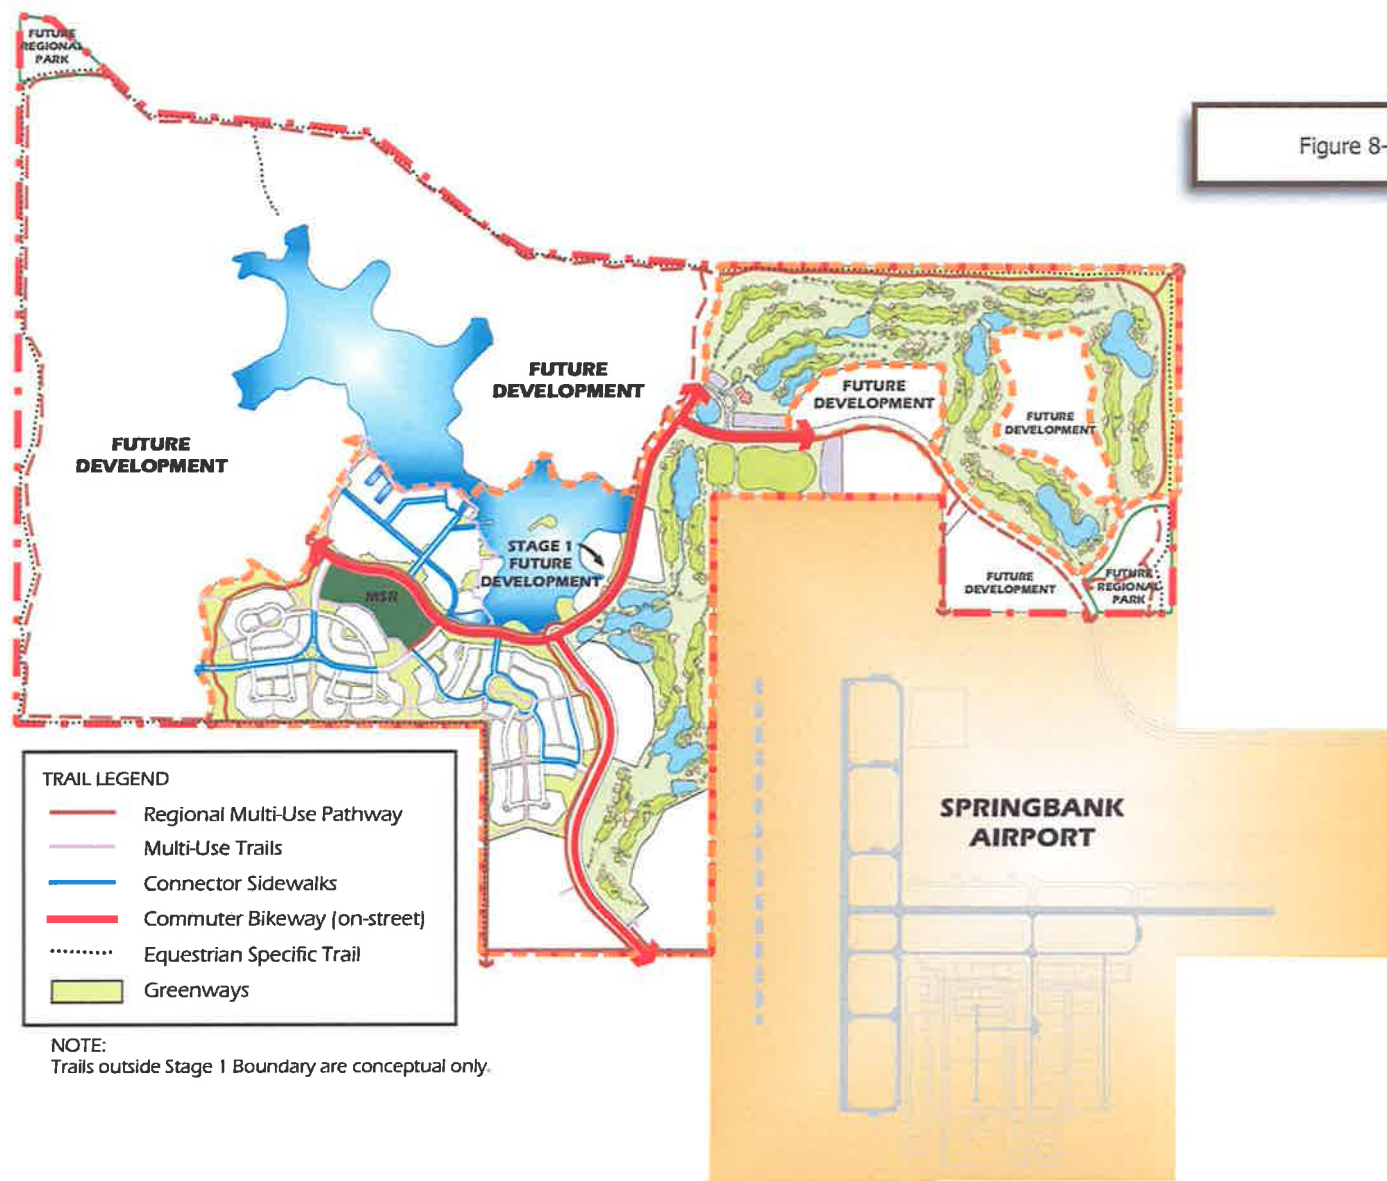 FUTURE
REGIONAL
PARK
Figure 8-
FUTURE
DEVELOPMENT
FUTURE
DEVELOPMENT
FUTURE
DEVELOPMENT
FUTURE
DEVELOPMENT
STAGE 1
FUTURE
DEVELOPMENT
MSR
FUTURE
DEVELOPMENT
FUTURE
REGIONAL
PARK
SPRINGBANK
AIRPORT
TRAIL LEGEND
Regional Multi-Use Pathway
Multi-Use Trails
Connector Sidewalks
Commuter Bikeway (on-street)
Equestrian Specific Trail
Greenways
NOTE:
Trails outside Stage 1 Boundary are conceptual only.